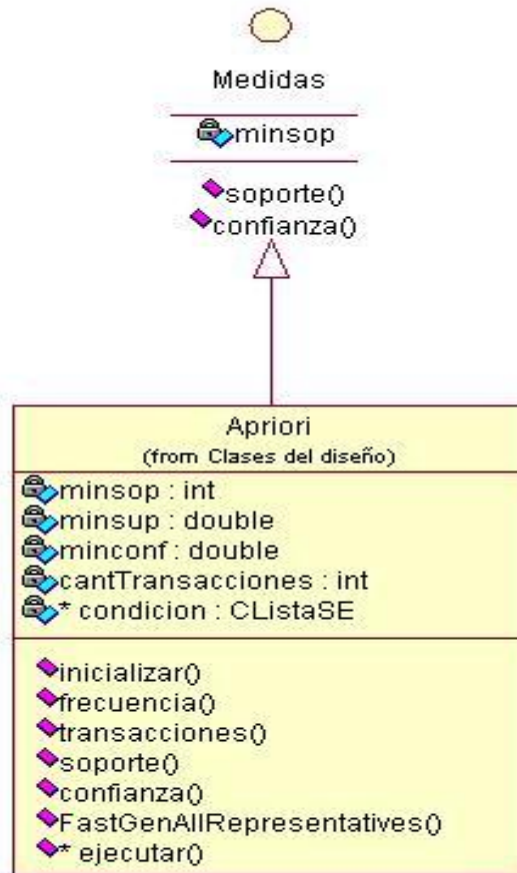 Medidas
minsop
soporte()
confianza()
Apriori
(from Clases del diseño)
minsop : int
minsup : double
minconf : double
cantTransacciones : int
* condicion : CListaSE
inicializar()
frecuencia()
transacciones()
soporte()
confianza()
FastGenAllRepresentatives()
* ejecutar()